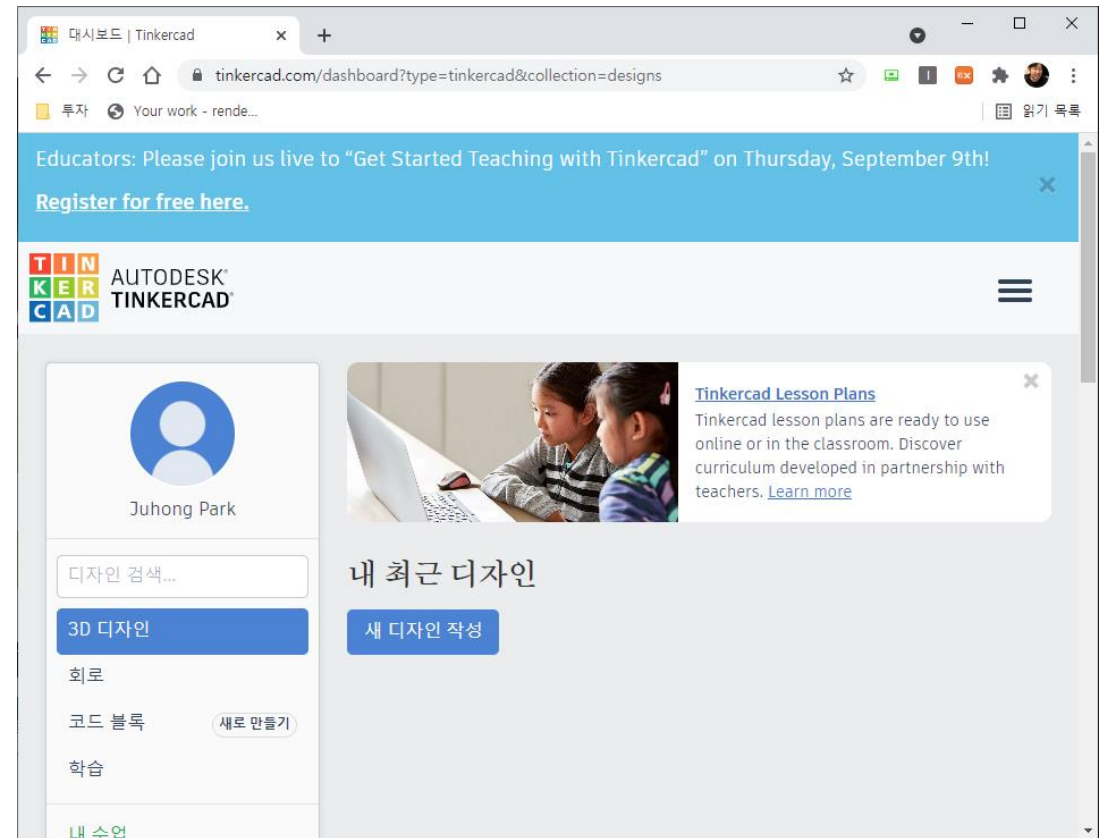 대시보드 | Tinkercad
tinkercad.com/dashboard?type=tinkercad&collection=designs
투자
Your work - rende...
읽기 목록
Educators: Please join us live to “Get Started Teaching with Tinkercad” on Thursday, September 9th!
Register for free here.
TIN
KER
CAD
AUTODESK®
TINKERCAD®
Juhong Park
디자인 검색...
3D 디자인
회로
코드 블록
새로 만들기
학습
내 수업
Tinkercad Lesson Plans
Tinkercad lesson plans are ready to use
online or in the classroom. Discover
curriculum developed in partnership with
teachers. Learn more
내 최근 디자인
새 디자인 작성